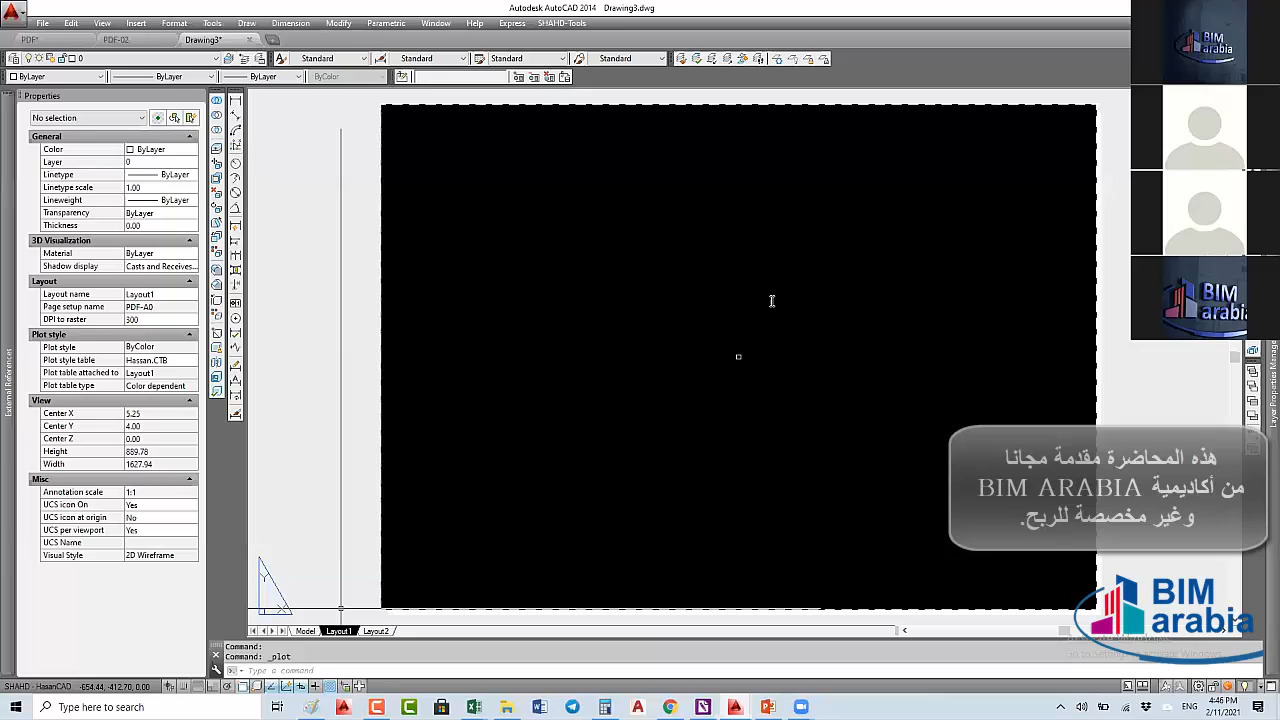 Autodesk AutoCAD 2014 Drawing3.dwg
File Edit View Insert Format Tools Draw Dimension Modify Parametric Window Help Express SHAHD-Tools
PDF* PDF-02 Drawing3*
0 Standard Standard Standard Standard
ByLayer ByLayer ByLayer ByColor
Properties
No selection
General
Color ByLayer
Layer 0
Linetype ByLayer
Linetype scale 1.00
Lineweight ByLayer
Transparency ByLayer
Thickness 0.00
3D Visualization
Material ByLayer
Shadow display Casts and Receives...
Layout
Layout name Layout1
Page setup name PDF-A0
DPI to raster 300
Plot style
Plot style ByColor
Plot style table Hassan.CTB
Plot table attached to Layout1
Plot table type Color dependent
View
Center X 5.25
Center Y 4.00
Center Z 0.00
Height 889.78
Width 1627.94
Misc
Annotation scale 1:1
UCS icon On Yes
UCS icon at origin No
UCS per viewport Yes
UCS Name
Visual Style 2D Wireframe
External References
Layer Properties Manage
BIM
arabia
BIM
arabia
هذه المحاضرة مقدمة مجانا
من أكاديمية BIM ARABIA
وغير مخصصة للربح.
BIM
arabia
Model Layout1 Layout2
Command:
Command: _plot
Type a command
SHAHD - HasanCAD -654.44, -412.70, 0.00
Type here to search
ENG
4:46 PM
2/11/2021